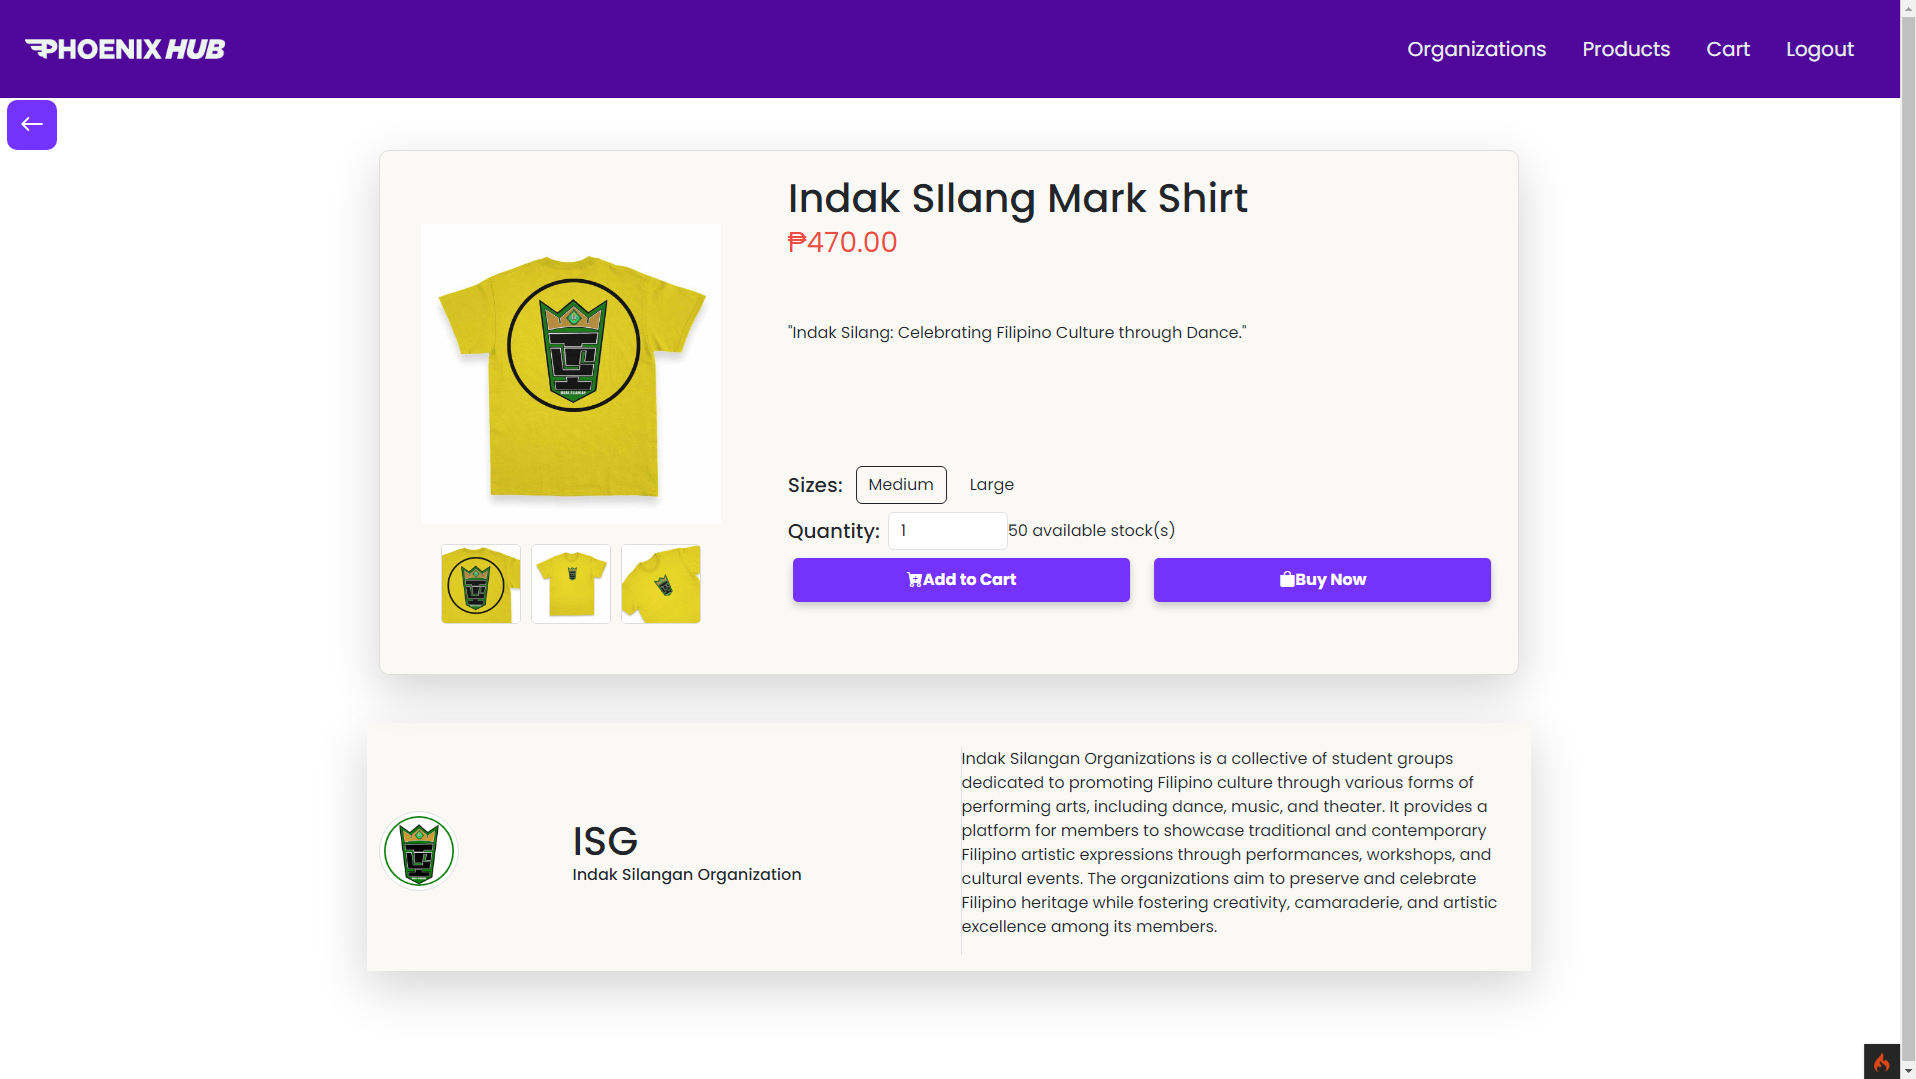 PHOENIX HUB
Organizations
Products
Cart
Logout
Indak SIlang Mark Shirt
₱470.00
"Indak Silang: Celebrating Filipino Culture through Dance."
Sizes: Medium Large
Quantity: 1 50 available stock(s)
Add to Cart
Buy Now
ISG
Indak Silangan Organization
Indak Silangan Organizations is a collective of student groups
dedicated to promoting Filipino culture through various forms of
performing arts, including dance, music, and theater. It provides a
platform for members to showcase traditional and contemporary
Filipino artistic expressions through performances, workshops, and
cultural events. The organizations aim to preserve and celebrate
Filipino heritage while fostering creativity, camaraderie, and artistic
excellence among its members.